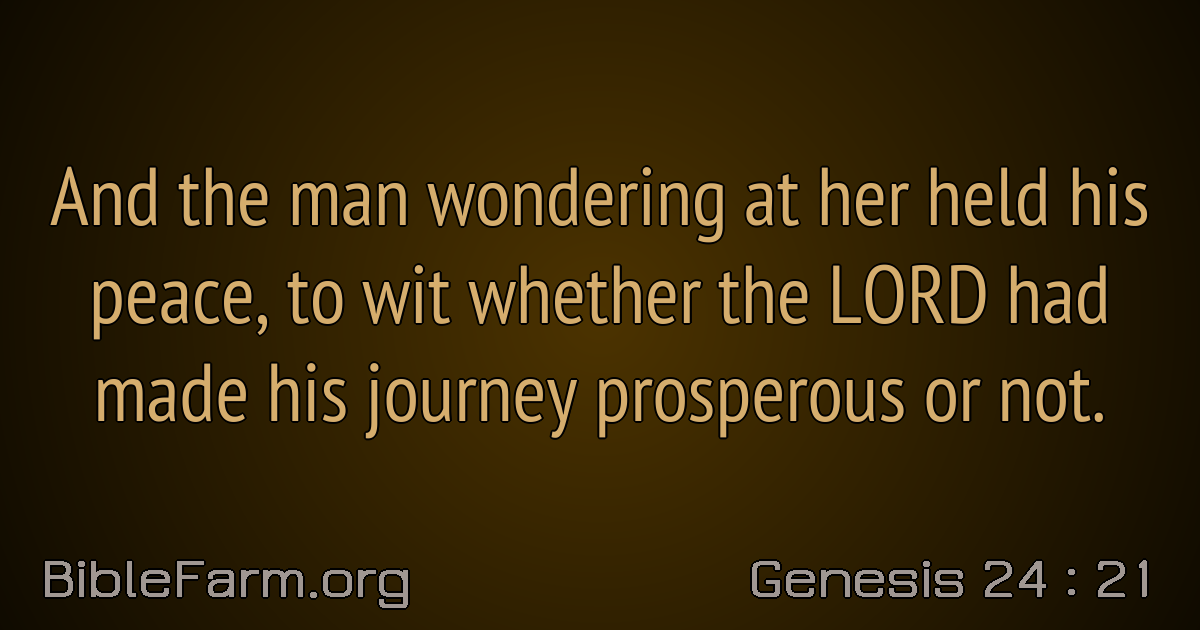 And the man wondering at her held his
peace, to wit whether the LORD had
made his journey prosperous or not.
BibleFarm.org
Genesis 24 : 21